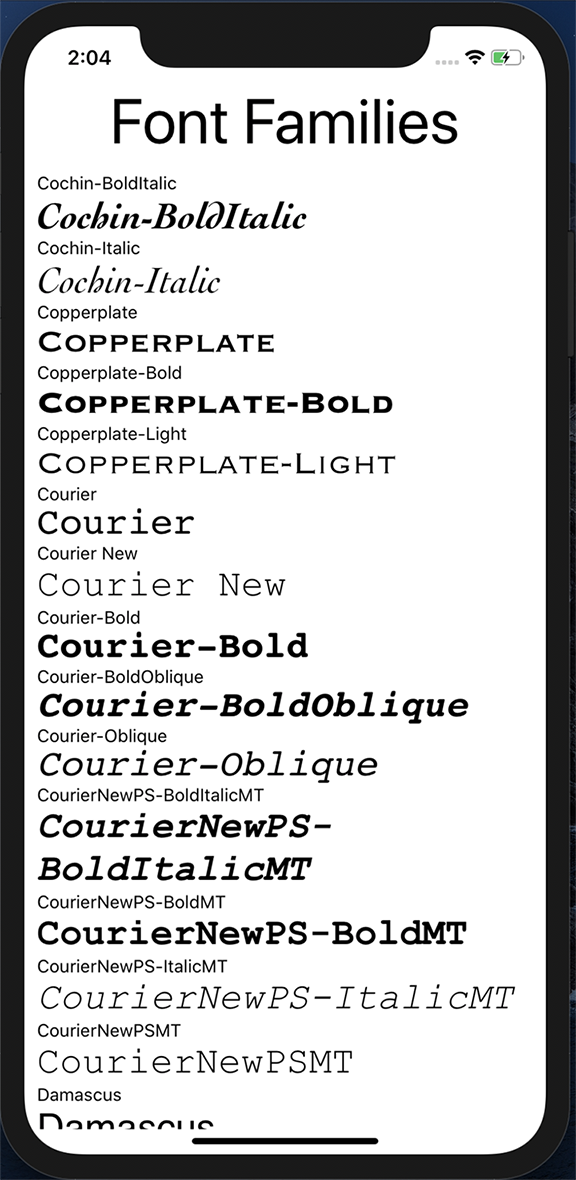 2:04
Font Families
Cochin-BoldItalic
Cochin-BoldItalic
Cochin-Italic
Cochin-Italic
Copperplate
Copperplate
Copperplate-Bold
Copperplate-Bold
Copperplate-Light
Copperplate-Light
Courier
Courier
Courier New
Courier New
Courier-Bold
Courier-Bold
Courier-BoldOblique
Courier-BoldOblique
Courier-Oblique
Courier-Oblique
CourierNewPS-BoldItalicMT
CourierNewPS-
BoldItalicMT
CourierNewPS-BoldMT
CourierNewPS-BoldMT
CourierNewPS-ItalicMT
CourierNewPS-ItalicMT
CourierNewPSMT
CourierNewPSMT
Damascus
Damascus